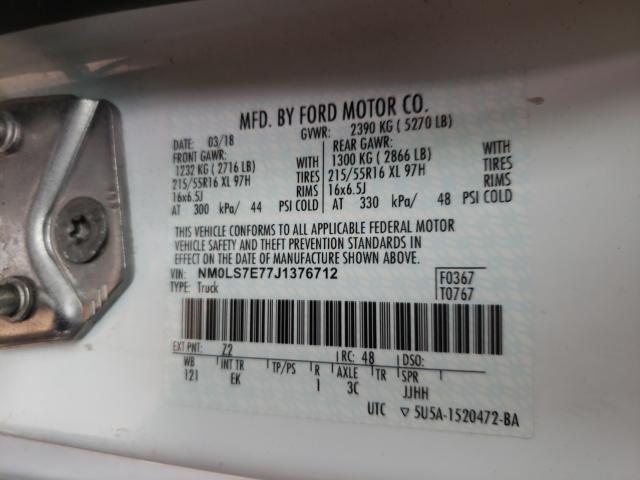 MFD. BY FORD MOTOR CO.
DATE: 03/18 GVWR: 2390 KG ( 5270 LB)
FRONT GAWR: REAR GAWR:
1232 KG ( 2716 LB) WITH 1300 KG ( 2866 LB) WITH
215/55R16 XL 97H TIRES 215/55R16 XL 97H TIRES
16x6.5J RIMS 16x6.5J RIMS
AT 300 kPa/ 44 PSI COLD AT 330 kPa/ 48 PSI COLD
THIS VEHICLE CONFORMS TO ALL APPLICABLE FEDERAL MOTOR
VEHICLE SAFETY AND THEFT PREVENTION STANDARDS IN
EFFECT ON THE DATE OF MANUFACTURE SHOWN ABOVE.
VIN: NM0LS7E77J1376712 F0367
TYPE: Truck T0767
EXT PNT: Z2 RC: 48 DSO:
WB INT TR TP/PS R AXLE TR SPR
121 EK 1 3C JJHH
UTC ▽ 5U5A-1520472-BA